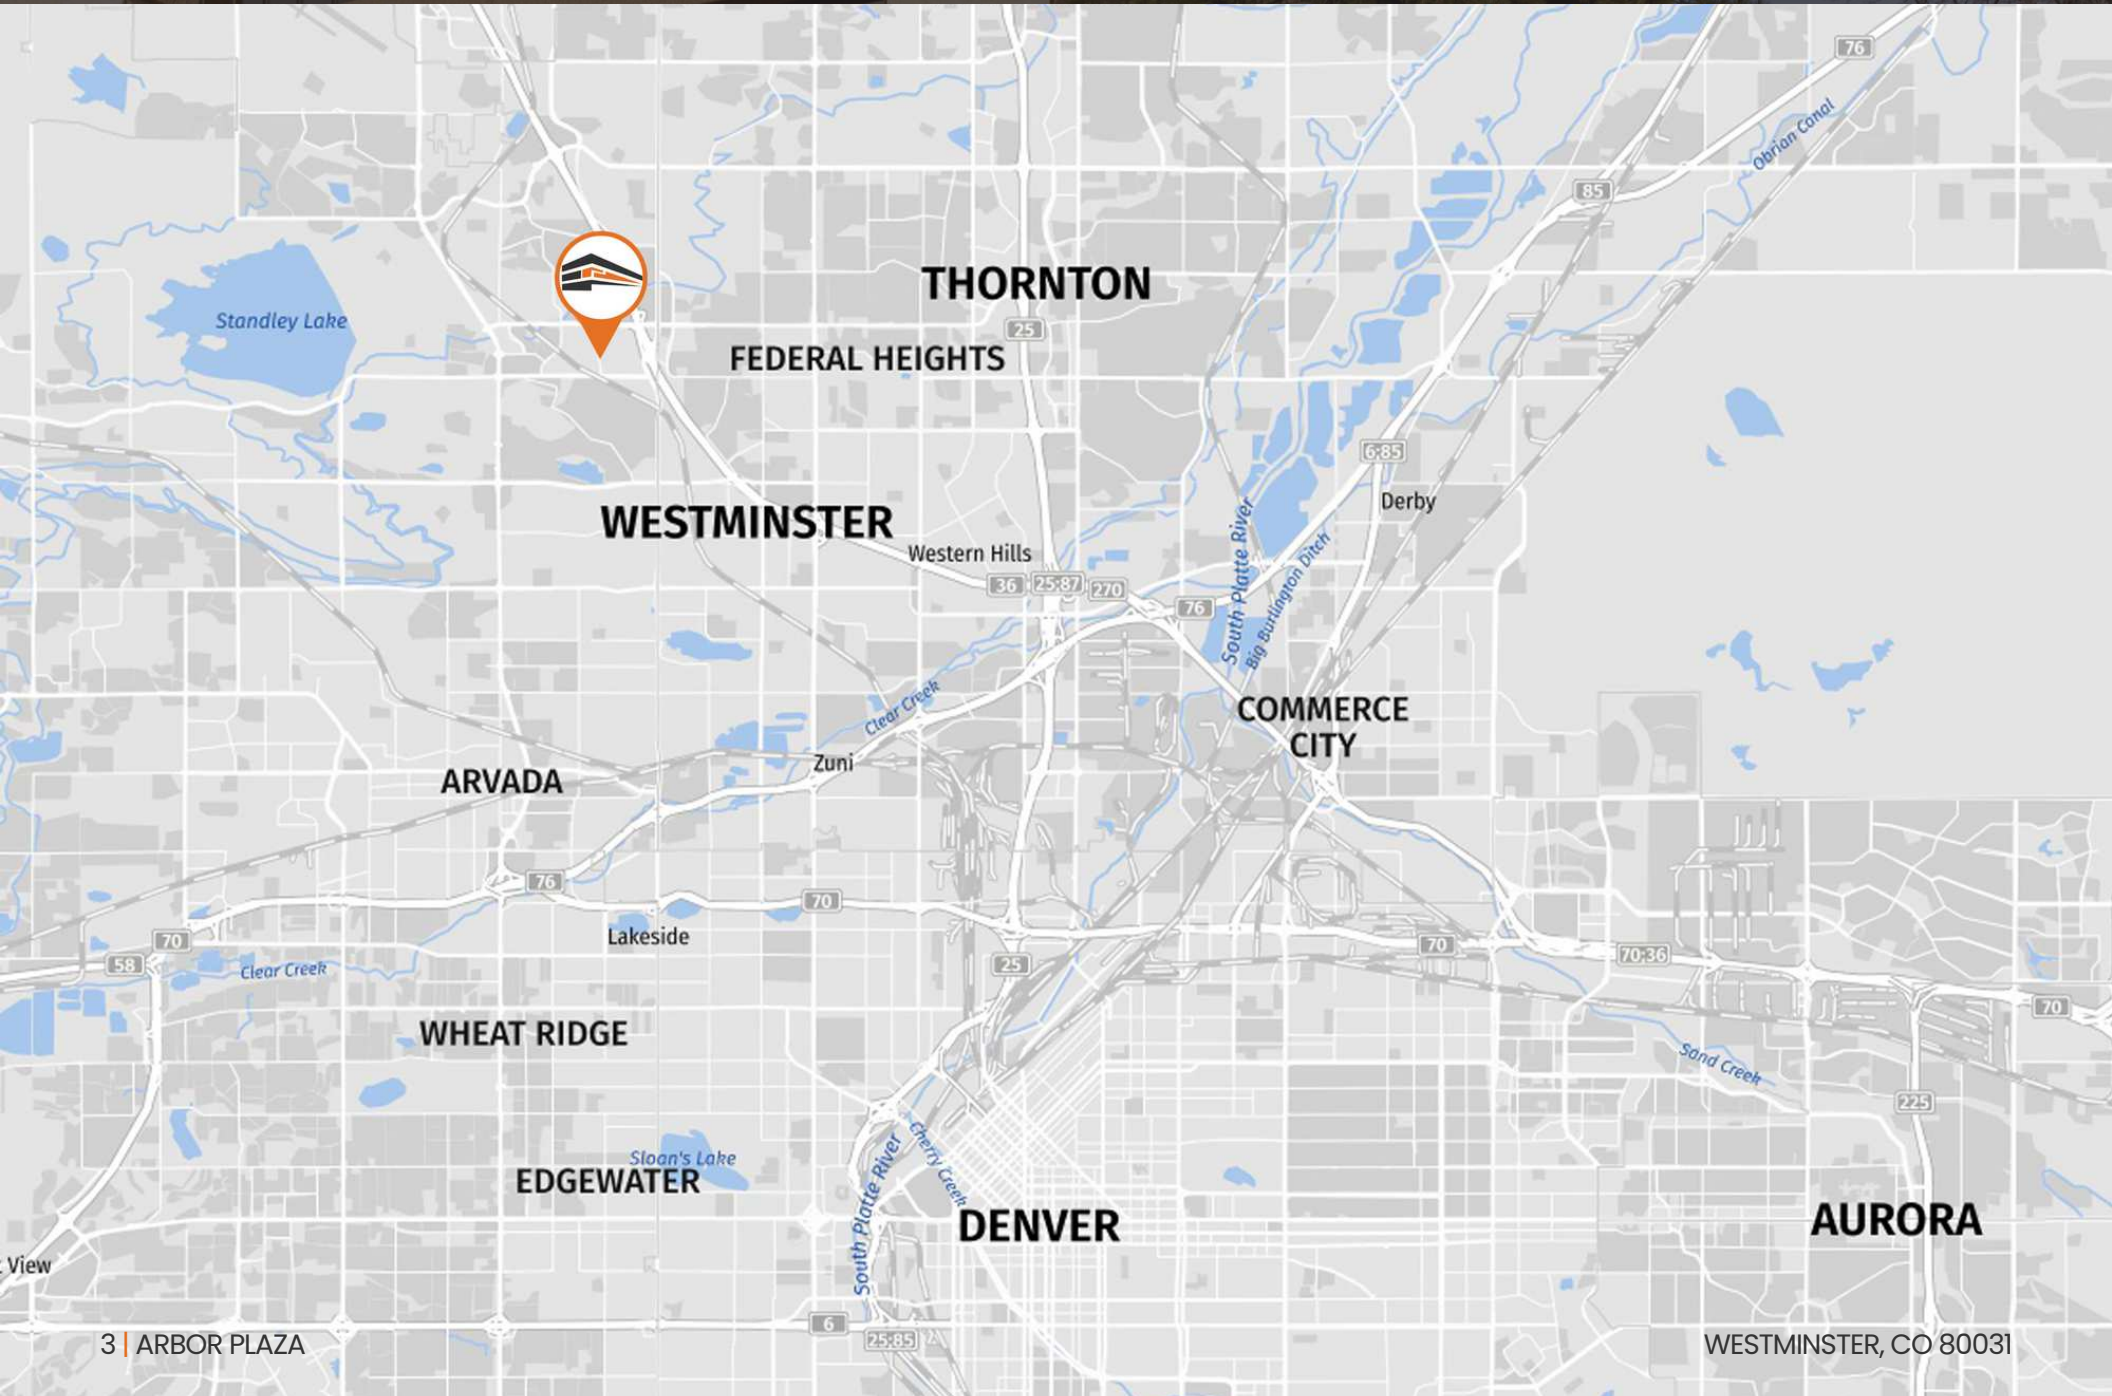 76
Obrian Canal
85
THORNTON
Standley Lake
25
FEDERAL HEIGHTS
6·85
Derby
WESTMINSTER
South Platte River
Big Burlington Ditch
Western Hills
36
25·87
270
76
Clear Creek
COMMERCE
CITY
Zuni
ARVADA
76
70
Lakeside
70
58
Clear Creek
25
70
70·36
70
WHEAT RIDGE
Sand Creek
225
Cherry Creek
Sloan's Lake
EDGEWATER
South Platte River
DENVER
AURORA
View
6
25·85
3 | ARBOR PLAZA
WESTMINSTER, CO 80031